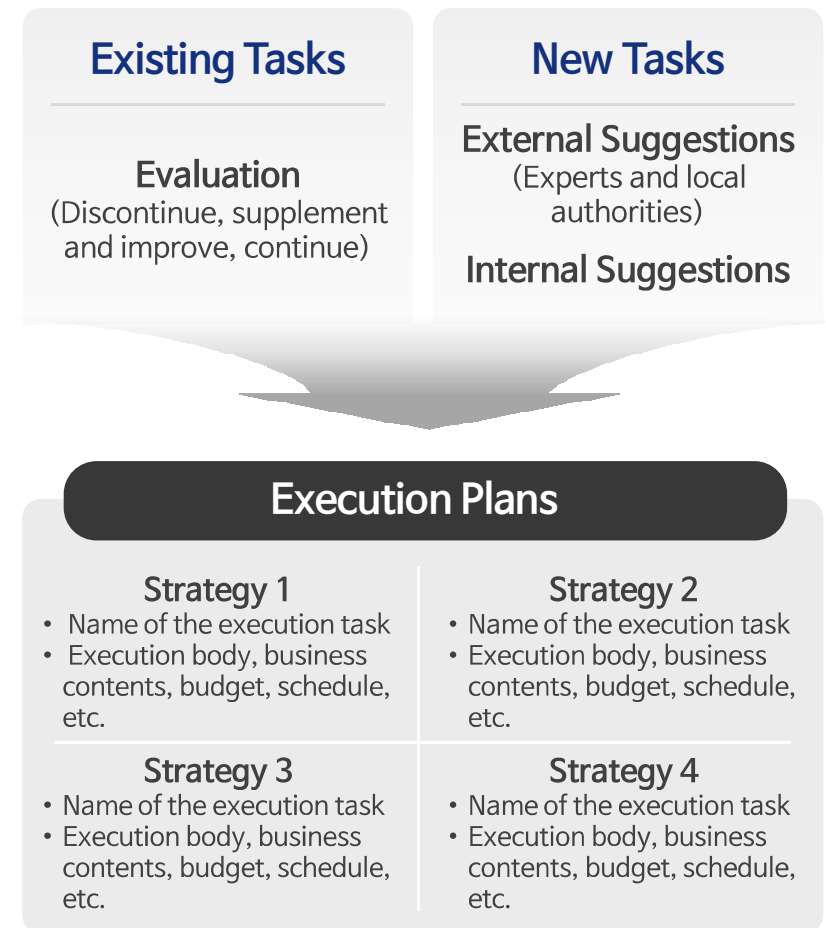 Existing Tasks
Evaluation
(Discontinue, supplement
and improve, continue)
New Tasks
External Suggestions
(Experts and local
authorities)
Internal Suggestions
Execution Plans
Strategy 1
• Name of the execution task
• Execution body, business
contents, budget, schedule,
etc.
Strategy 2
• Name of the execution task
• Execution body, business
contents, budget, schedule,
etc.
Strategy 3
• Name of the execution task
• Execution body, business
contents, budget, schedule,
etc.
Strategy 4
• Name of the execution task
• Execution body, business
contents, budget, schedule,
etc.